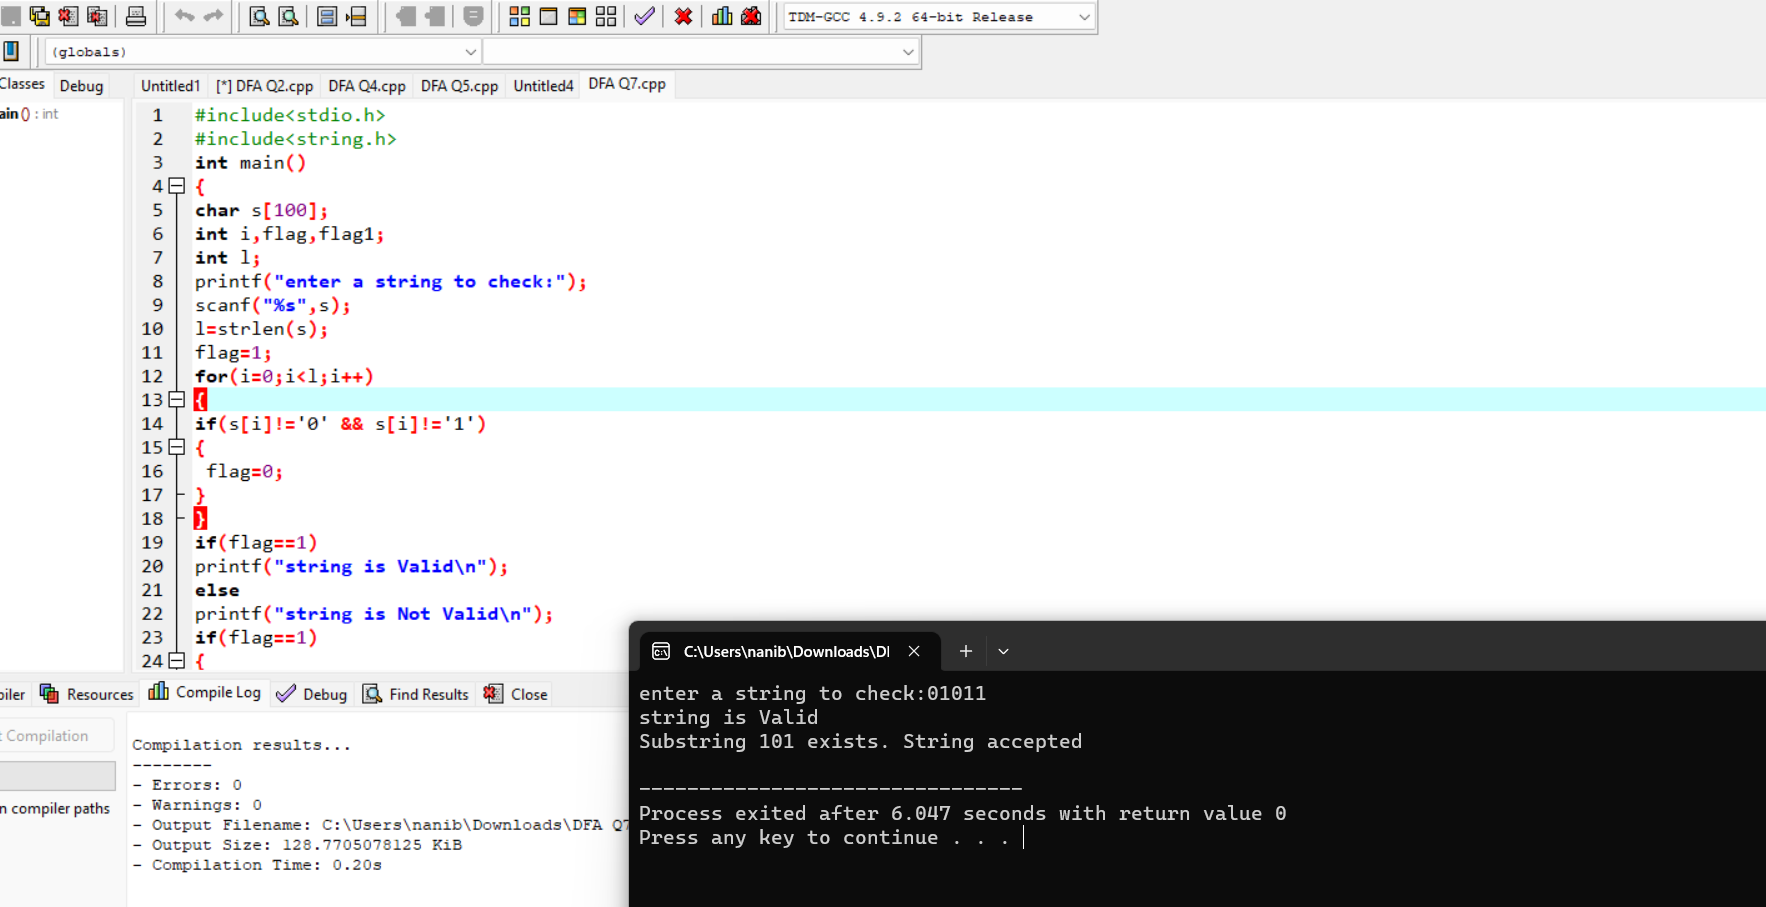 TDM-GCC 4.9.2 64-bit Release
(globals)
Classes Debug
Untitled1 [*] DFA Q2.cpp DFA Q4.cpp DFA Q5.cpp Untitled4 DFA Q7.cpp
ain () : int
1 #include<stdio.h>
2 #include<string.h>
3 int main()
4 {
5 char s[100];
6 int i,flag,flag1;
7 int l;
8 printf("enter a string to check:");
9 scanf("%s",s);
10 l=strlen(s);
11 flag=1;
12 for(i=0;i<l;i++)
13 {
14 if(s[i]!='0' && s[i]!='1')
15 {
16 flag=0;
17 }
18 }
19 if(flag==1)
20 printf("string is Valid\n");
21 else
22 printf("string is Not Valid\n");
23 if(flag==1)
24 {
piler Resources Compile Log Debug Find Results Close
t Compilation
n compiler paths
Compilation results...
--------
- Errors: 0
- Warnings: 0
- Output Filename: C:\Users\nanib\Downloads\DFA Q7
- Output Size: 128.7705078125 KiB
- Compilation Time: 0.20s
C:\Users\nanib\Downloads\DI
enter a string to check:01011
string is Valid
Substring 101 exists. String accepted
--------------------------------
Process exited after 6.047 seconds with return value 0
Press any key to continue . . .